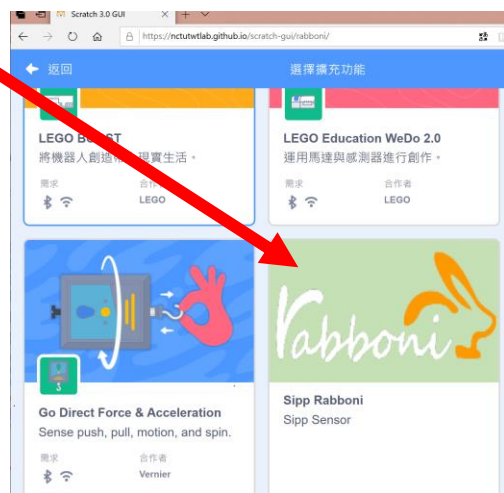 Scratch 3.0 GUI
https://nctutwtlab.github.io/scratch-gui/rabboni/
返回
選擇擴充功能
LEGO
將機器人創造
現實生活。
需求
合作者
LEGO
LEGO Education WeDo 2.0
運用馬達與感測器進行創作。
需求
合作者
LEGO
Go Direct Force & Acceleration
Sense push, pull, motion, and spin.
需求
合作者
Vernier
rabboni
Sipp Rabboni
Sipp Sensor